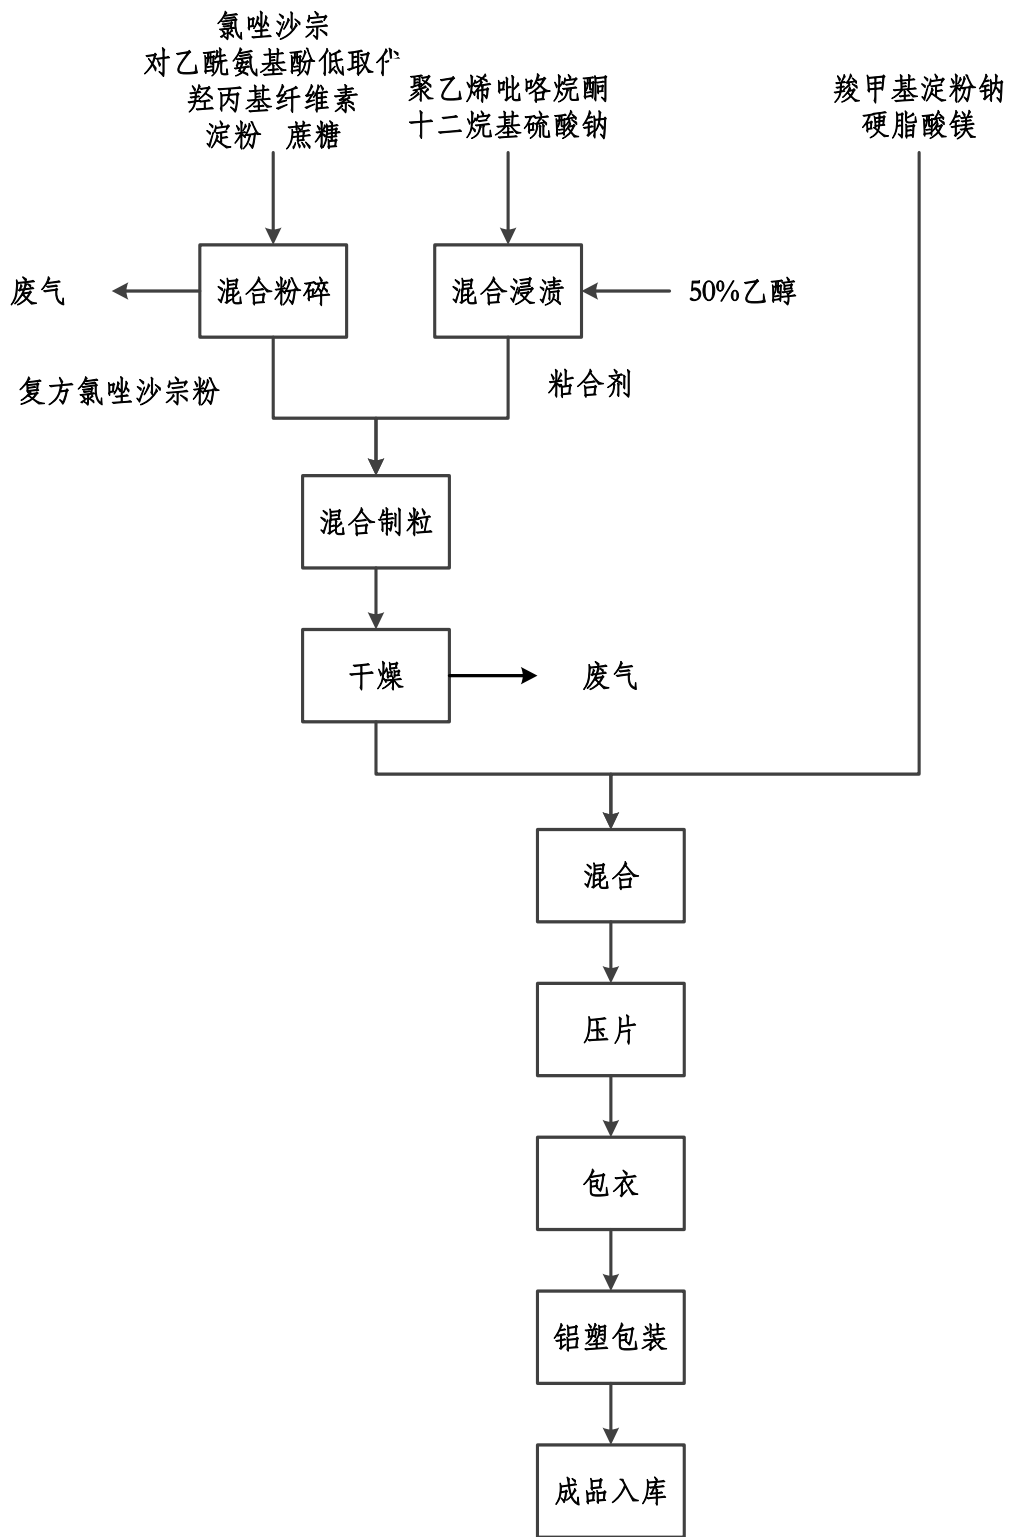 氯唑沙宗
对乙酰氨基酚低取代
羟丙基纤维素
淀粉 蔗糖
聚乙烯吡咯烷酮
十二烷基硫酸钠
羧甲基淀粉钠
硬脂酸镁
废气
混合粉碎
混合浸渍
50%乙醇
复方氯唑沙宗粉
粘合剂
混合制粒
干燥
废气
混合
压片
包衣
铝塑包装
成品入库